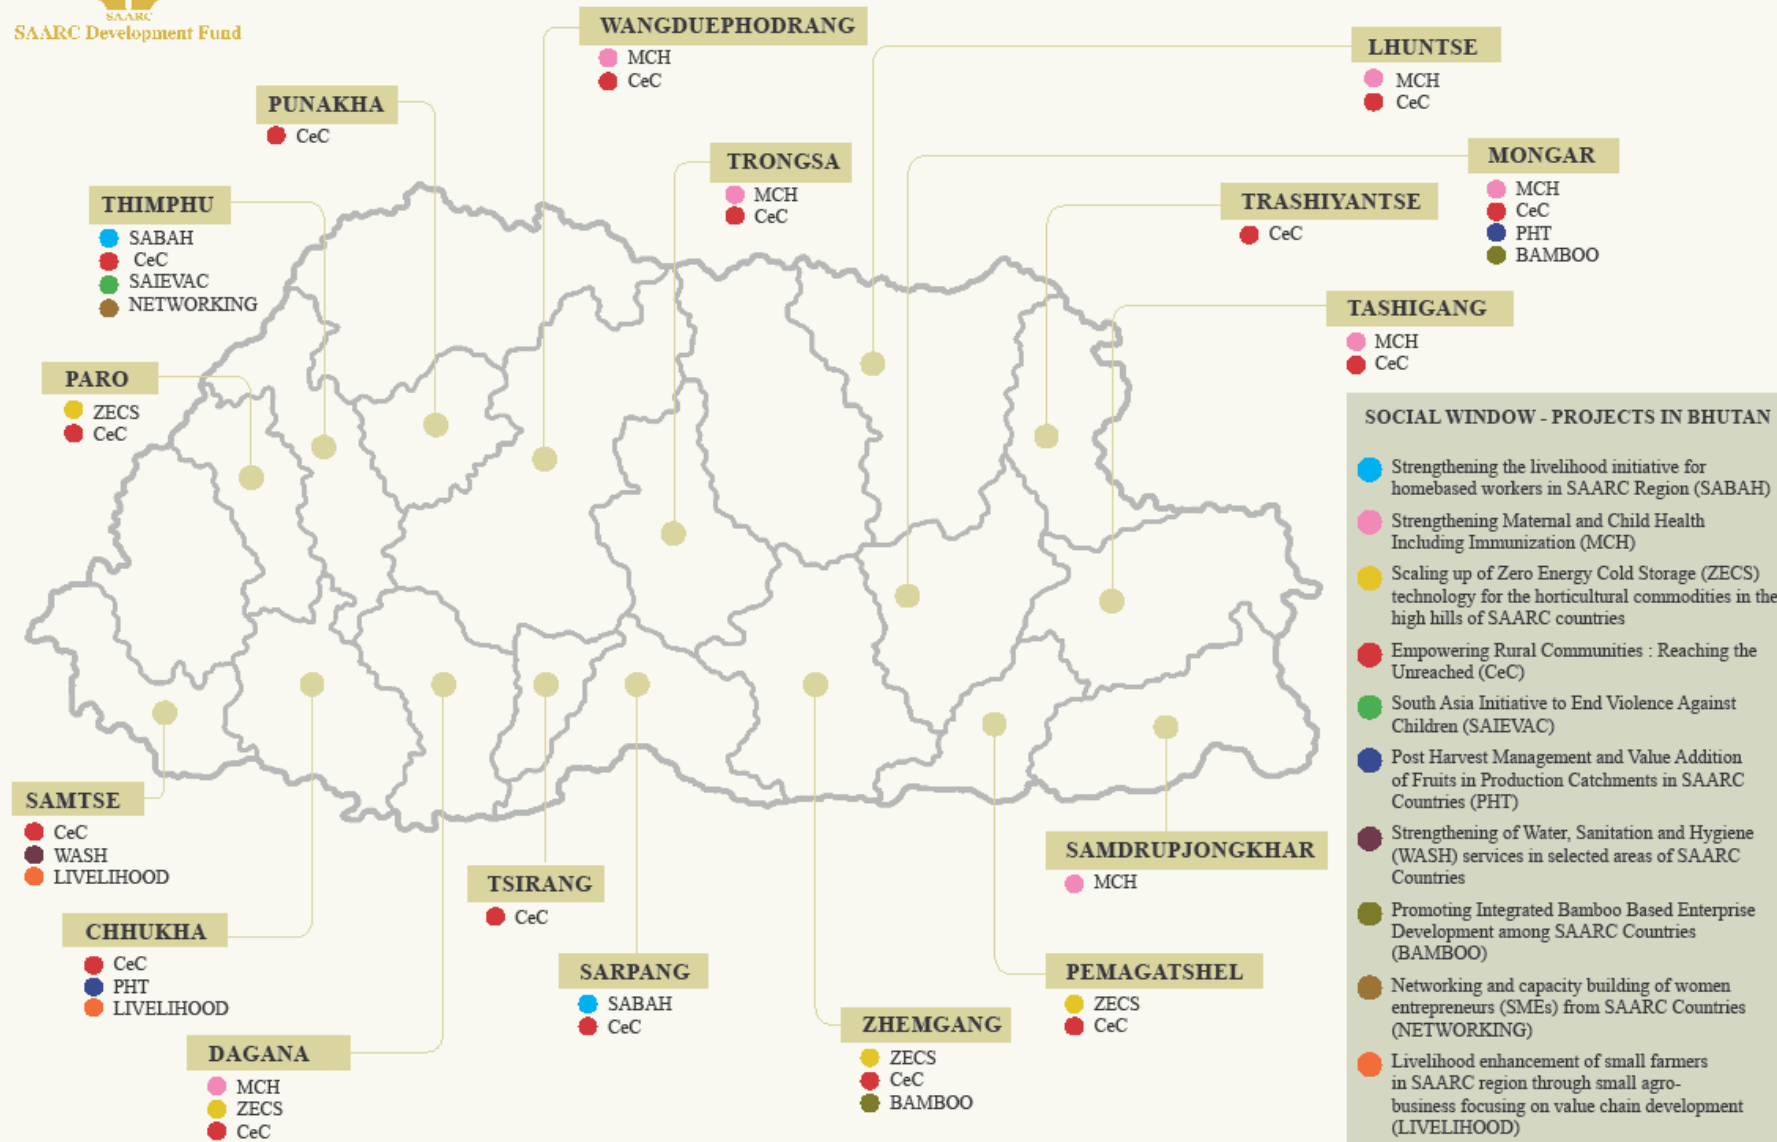 SAARC
SAARC Development Fund
WANGDUEPHODRANG
MCH
CeC
LHUNTSE
MCH
CeC
PUNAKHA
CeC
TRONGSA
MCH
CeC
MONGAR
MCH
CeC
PHT
BAMBOO
THIMPHU
SABAH
CeC
SAIEVAC
NETWORKING
TRASHIYANTSE
CeC
TASHIGANG
MCH
CeC
PARO
ZECS
CeC
SAMTSE
CeC
WASH
LIVELIHOOD
CHHUKHA
CeC
PHT
LIVELIHOOD
DAGANA
MCH
ZECS
CeC
TSIRANG
CeC
SARPANG
SABAH
CeC
ZHEMGANG
ZECS
CeC
BAMBOO
PEMAGATSHEL
ZECS
CeC
SAMDRUPJONGKHAR
MCH
SOCIAL WINDOW - PROJECTS IN BHUTAN
Strengthening the livelihood initiative for
homebased workers in SAARC Region (SABAH)
Strengthening Maternal and Child Health
Including Immunization (MCH)
Scaling up of Zero Energy Cold Storage (ZECS)
technology for the horticultural commodities in the
high hills of SAARC countries
Empowering Rural Communities : Reaching the
Unreached (CeC)
South Asia Initiative to End Violence Against
Children (SAIEVAC)
Post Harvest Management and Value Addition
of Fruits in Production Catchments in SAARC
Countries (PHT)
Strengthening of Water, Sanitation and Hygiene
(WASH) services in selected areas of SAARC
Countries
Promoting Integrated Bamboo Based Enterprise
Development among SAARC Countries
(BAMBOO)
Networking and capacity building of women
entrepreneurs (SMEs) from SAARC Countries
(NETWORKING)
Livelihood enhancement of small farmers
in SAARC region through small agro-
business focusing on value chain development
(LIVELIHOOD)